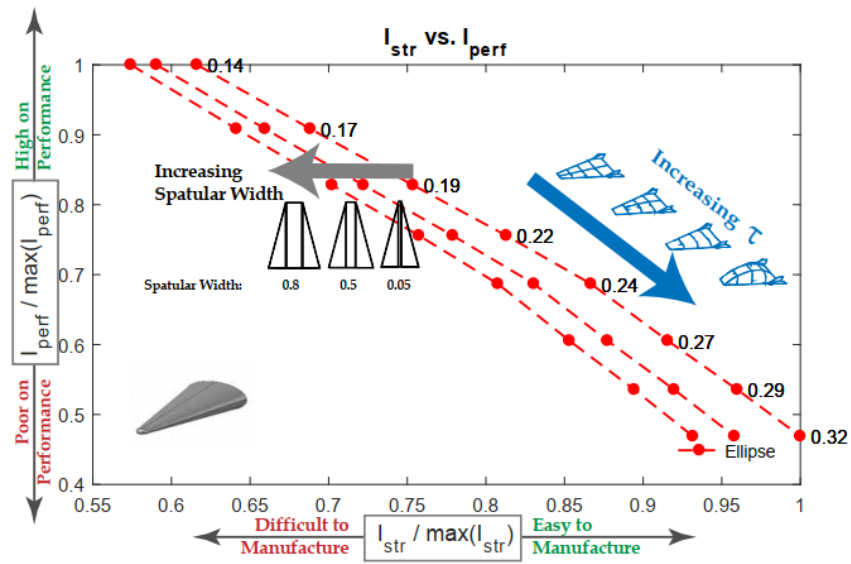 I_str vs. I_perf
High on
Performance
I_perf / max(I_perf)
Poor on
Performance
1
0.9
0.8
0.7
0.6
0.5
0.4
0.14
0.17
0.19
0.22
0.24
0.27
0.29
0.32
Increasing
Spatular Width
Spatular Width: 0.8 0.5 0.05
Increasing τ
Ellipse
0.55 0.6 0.65 0.7 0.75 0.8 0.85 0.9 0.95 1
Difficult to
Manufacture
I_str / max(I_str)
Easy to
Manufacture